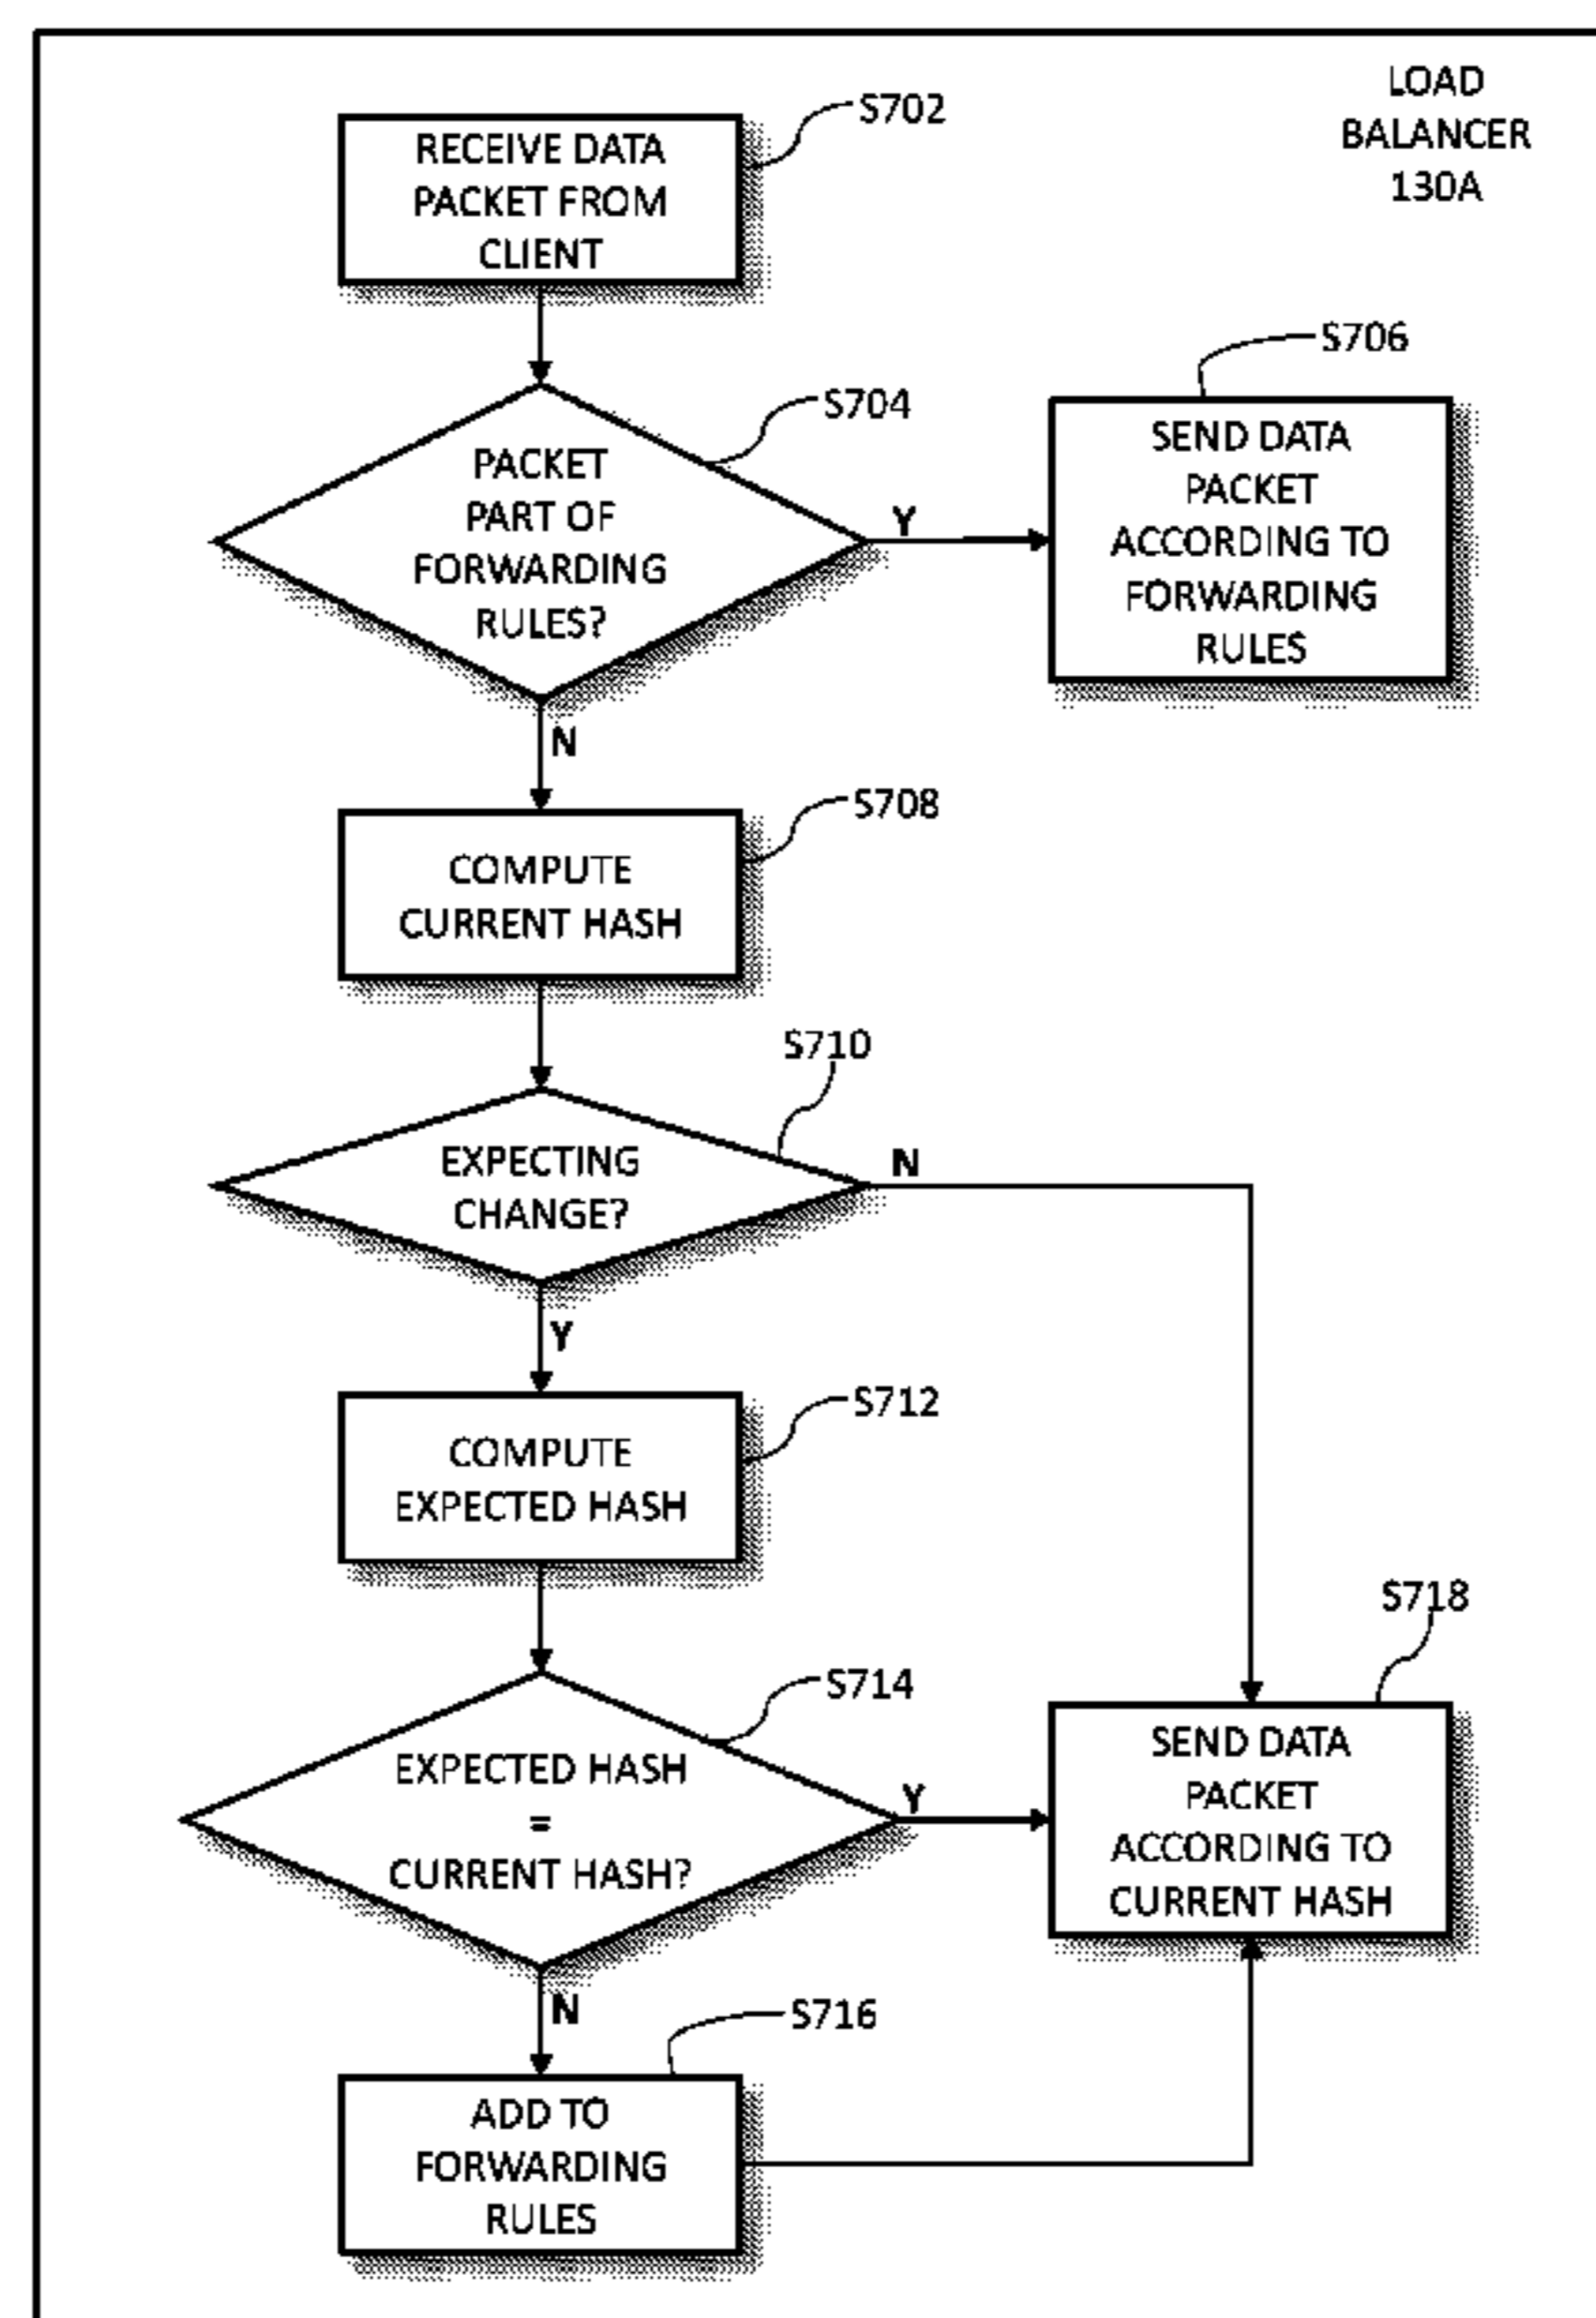 LOAD
BALANCER
130A
S702
RECEIVE DATA
PACKET FROM
CLIENT
S704
PACKET
PART OF
FORWARDING
RULES?
Y
S706
SEND DATA
PACKET
ACCORDING TO
FORWARDING
RULES
N
S708
COMPUTE
CURRENT HASH
S710
EXPECTING
CHANGE?
N
Y
S712
COMPUTE
EXPECTED HASH
S714
EXPECTED HASH
=
CURRENT HASH?
Y
S718
SEND DATA
PACKET
ACCORDING TO
CURRENT HASH
N
S716
ADD TO
FORWARDING
RULES